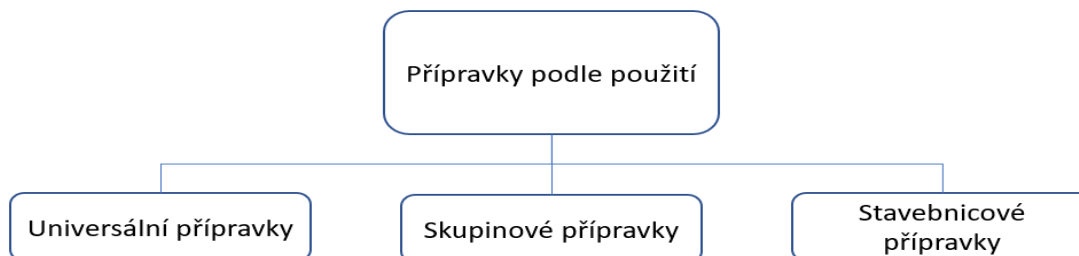 Přípravky podle použití
Universální přípravky
Skupinové přípravky
Stavebnicové
přípravky